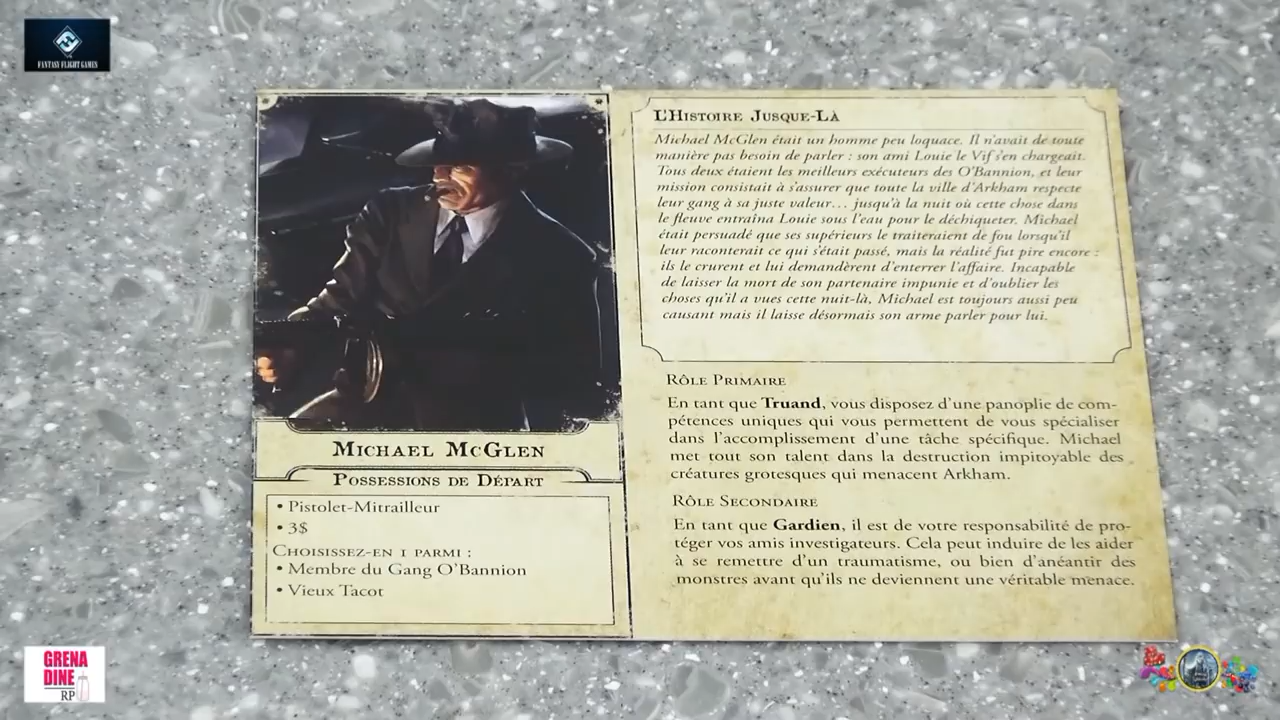 FANTASY FLIGHT GAMES
MICHAEL MCGLEN
POSSESSIONS DE DÉPART
• Pistolet-Mitrailleur
• 3$
CHOISISSEZ-EN 1 PARMI :
• Membre du Gang O'Bannion
• Vieux Tacot
L'HISTOIRE JUSQUE-LÀ
Michael McGlen était un homme peu loquace. Il n'avait de toute
manière pas besoin de parler : son ami Louie le Vif s'en chargeait.
Tous deux étaient les meilleurs exécuteurs des O'Bannion, et leur
mission consistait à s'assurer que toute la ville d'Arkham respecte
leur gang à sa juste valeur… jusqu'à la nuit où cette chose dans
le fleuve entraîna Louie sous l'eau pour le déchiqueter. Michael
était persuadé que ses supérieurs le traiteraient de fou lorsqu'il
leur raconterait ce qui s'était passé, mais la réalité fut pire encore :
ils le crurent et lui demandèrent d'enterrer l'affaire. Incapable
de laisser la mort de son partenaire impunie et d'oublier les
choses qu'il a vues cette nuit-là, Michael est toujours aussi peu
causant mais il laisse désormais son arme parler pour lui.
RÔLE PRIMAIRE
En tant que Truand, vous disposez d'une panoplie de com-
pétences uniques qui vous permettent de vous spécialiser
dans l'accomplissement d'une tâche spécifique. Michael
met tout son talent dans la destruction impitoyable des
créatures grotesques qui menacent Arkham.
RÔLE SECONDAIRE
En tant que Gardien, il est de votre responsabilité de pro-
téger vos amis investigateurs. Cela peut induire de les aider
à se remettre d'un traumatisme, ou bien d'anéantir des
monstres avant qu'ils ne deviennent une véritable menace.
GRENA
DINE
RP